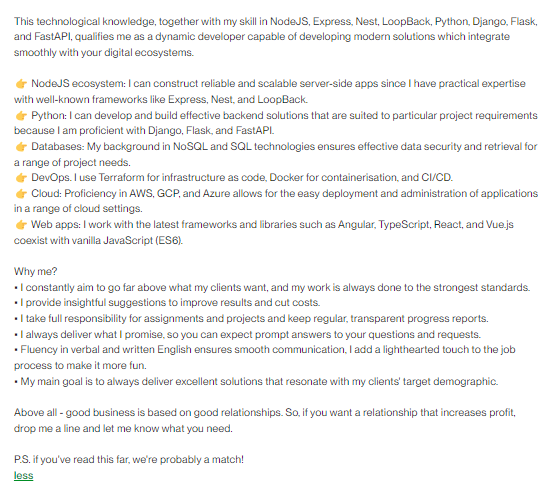 This technological knowledge, together with my skill in NodeJS, Express, Nest, LoopBack, Python, Django, Flask,
and FastAPI, qualifies me as a dynamic developer capable of developing modern solutions which integrate
smoothly with your digital ecosystems.
👉 NodeJS ecosystem: I can construct reliable and scalable server-side apps since I have practical expertise
with well-known frameworks like Express, Nest, and LoopBack.
👉 Python: I can develop and build effective backend solutions that are suited to particular project requirements
because I am proficient with Django, Flask, and FastAPI.
👉 Databases: My background in NoSQL and SQL technologies ensures effective data security and retrieval for
a range of project needs.
👉 DevOps. I use Terraform for infrastructure as code, Docker for containerisation, and CI/CD.
👉 Cloud: Proficiency in AWS, GCP, and Azure allows for the easy deployment and administration of applications
in a range of cloud settings.
👉 Web apps: I work with the latest frameworks and libraries such as Angular, TypeScript, React, and Vue.js
coexist with vanilla JavaScript (ES6).
Why me?
• I constantly aim to go far above what my clients want, and my work is always done to the strongest standards.
• I provide insightful suggestions to improve results and cut costs.
• I take full responsibility for assignments and projects and keep regular, transparent progress reports.
• I always deliver what I promise, so you can expect prompt answers to your questions and requests.
• Fluency in verbal and written English ensures smooth communication, I add a lighthearted touch to the job
process to make it more fun.
• My main goal is to always deliver excellent solutions that resonate with my clients' target demographic.
Above all - good business is based on good relationships. So, if you want a relationship that increases profit,
drop me a line and let me know what you need.
P.S. if you've read this far, we're probably a match!
less